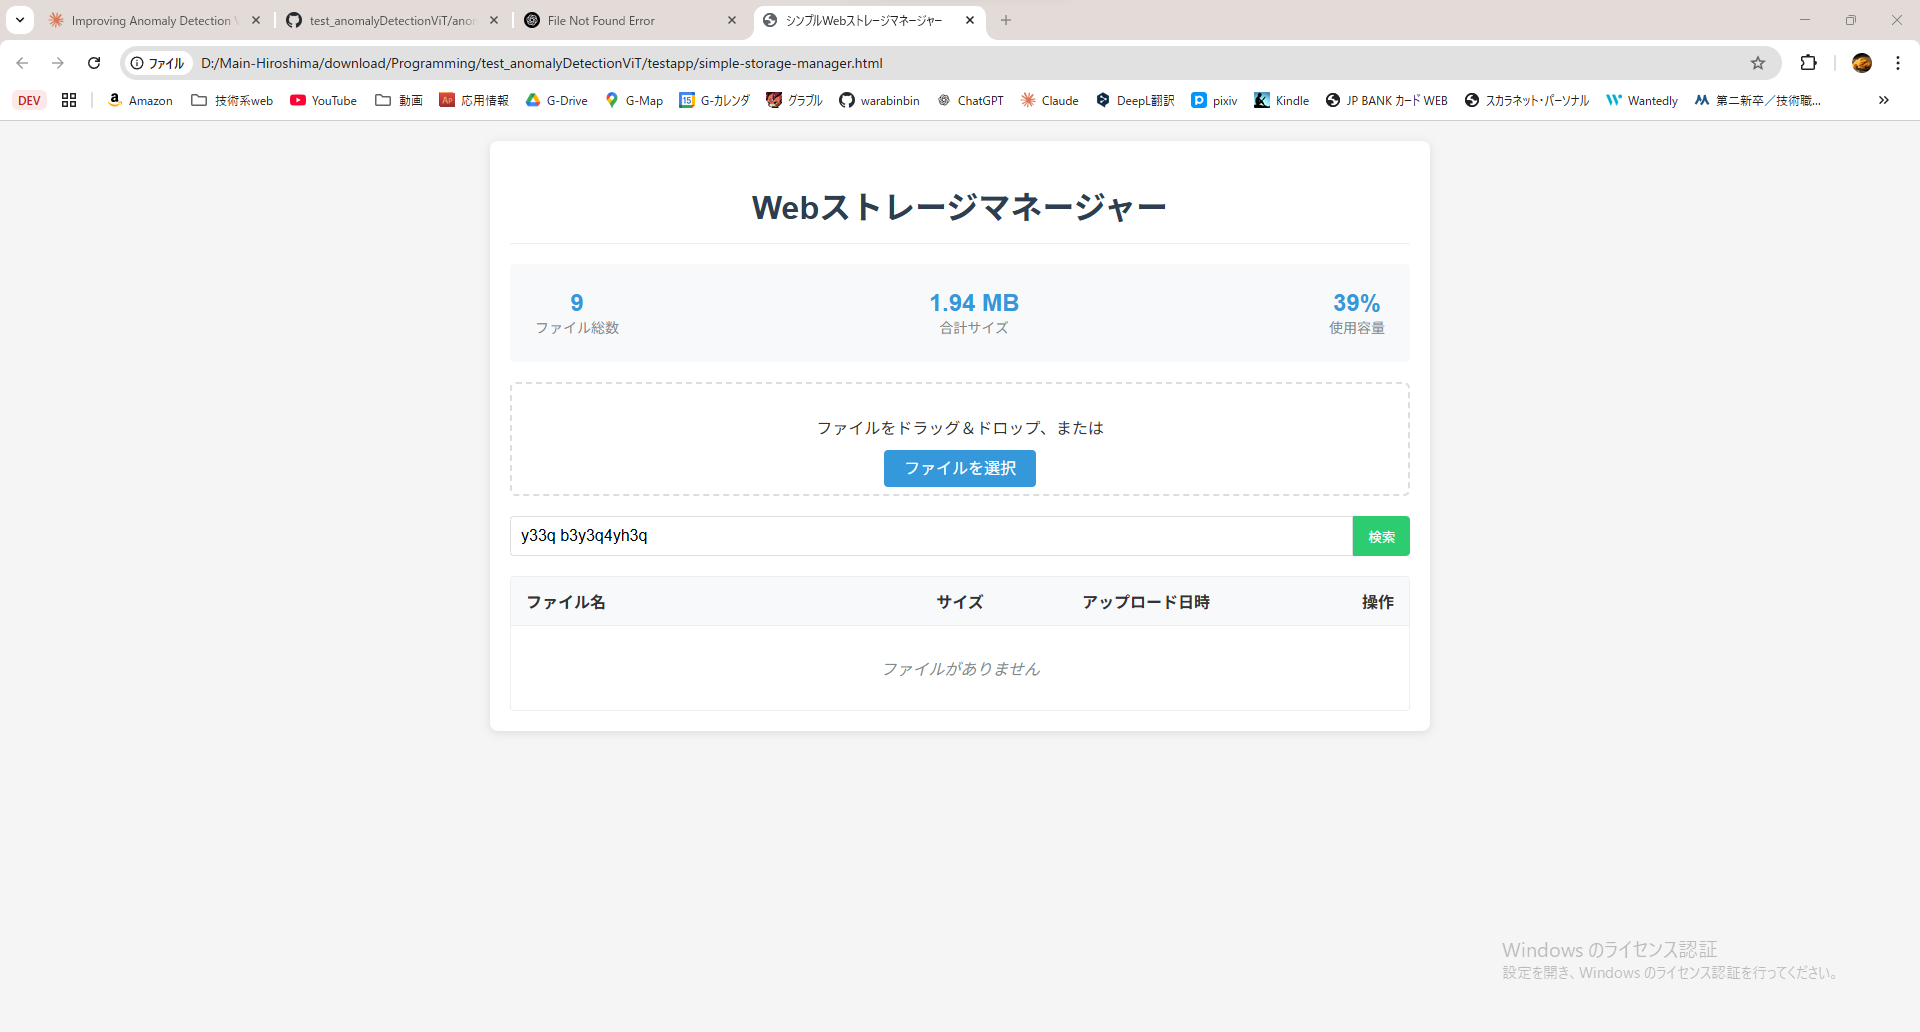 Improving Anomaly Detection V
test_anomalyDetectionViT/anom
File Not Found Error
シンプルWebストレージマネージャー
ファイル
D:/Main-Hiroshima/download/Programming/test_anomalyDetectionViT/testapp/simple-storage-manager.html
DEV
Amazon
技術系web
YouTube
動画
応用情報
G-Drive
G-Map
G-カレンダ
グラブル
warabinbin
ChatGPT
Claude
DeepL翻訳
pixiv
Kindle
JP BANK カード WEB
スカラネット・パーソナル
Wantedly
第二新卒／技術職...
Webストレージマネージャー
9
ファイル総数
1.94 MB
合計サイズ
39%
使用容量
ファイルをドラッグ＆ドロップ、または
ファイルを選択
y33q b3y3q4yh3q
検索
ファイル名 サイズ アップロード日時 操作
ファイルがありません
Windows のライセンス認証
設定を開き、Windows のライセンス認証を行ってください。